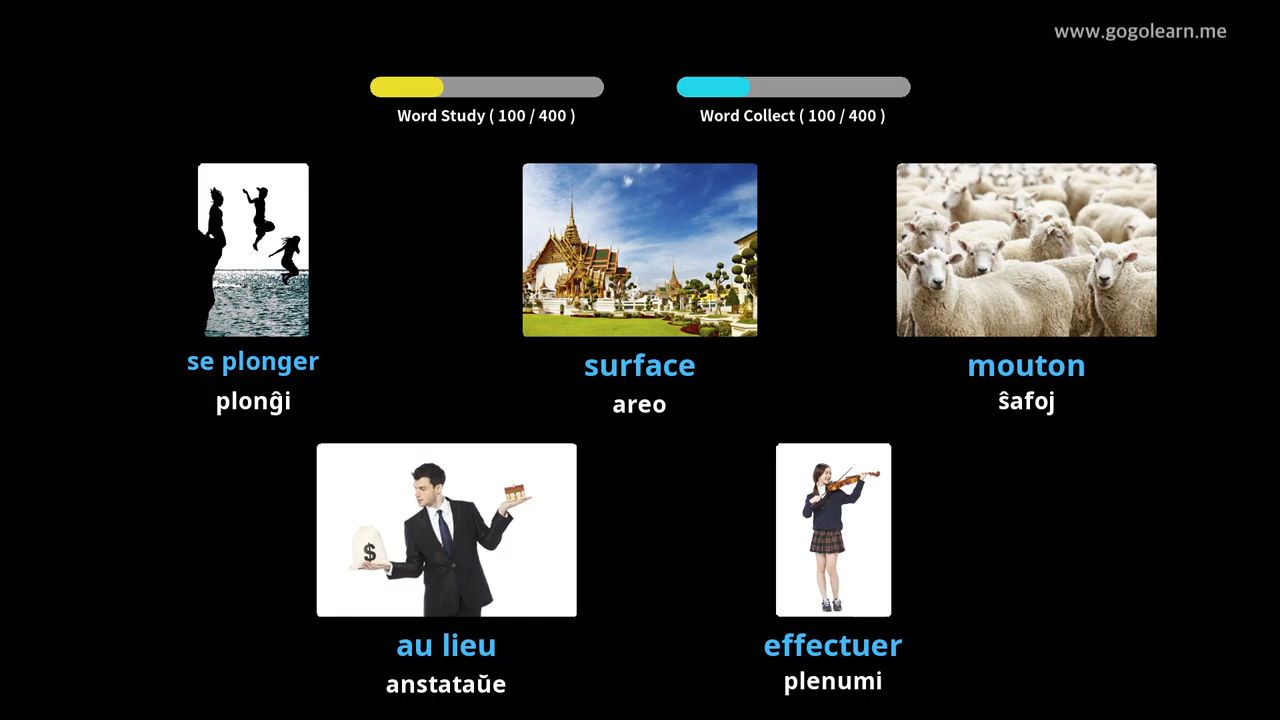 www.gogolearn.me
Word Study ( 100 / 400 )
Word Collect ( 100 / 400 )
se plonger
plonĝi
surface
areo
mouton
ŝafoj
$
au lieu
anstataŭe
effectuer
plenumi